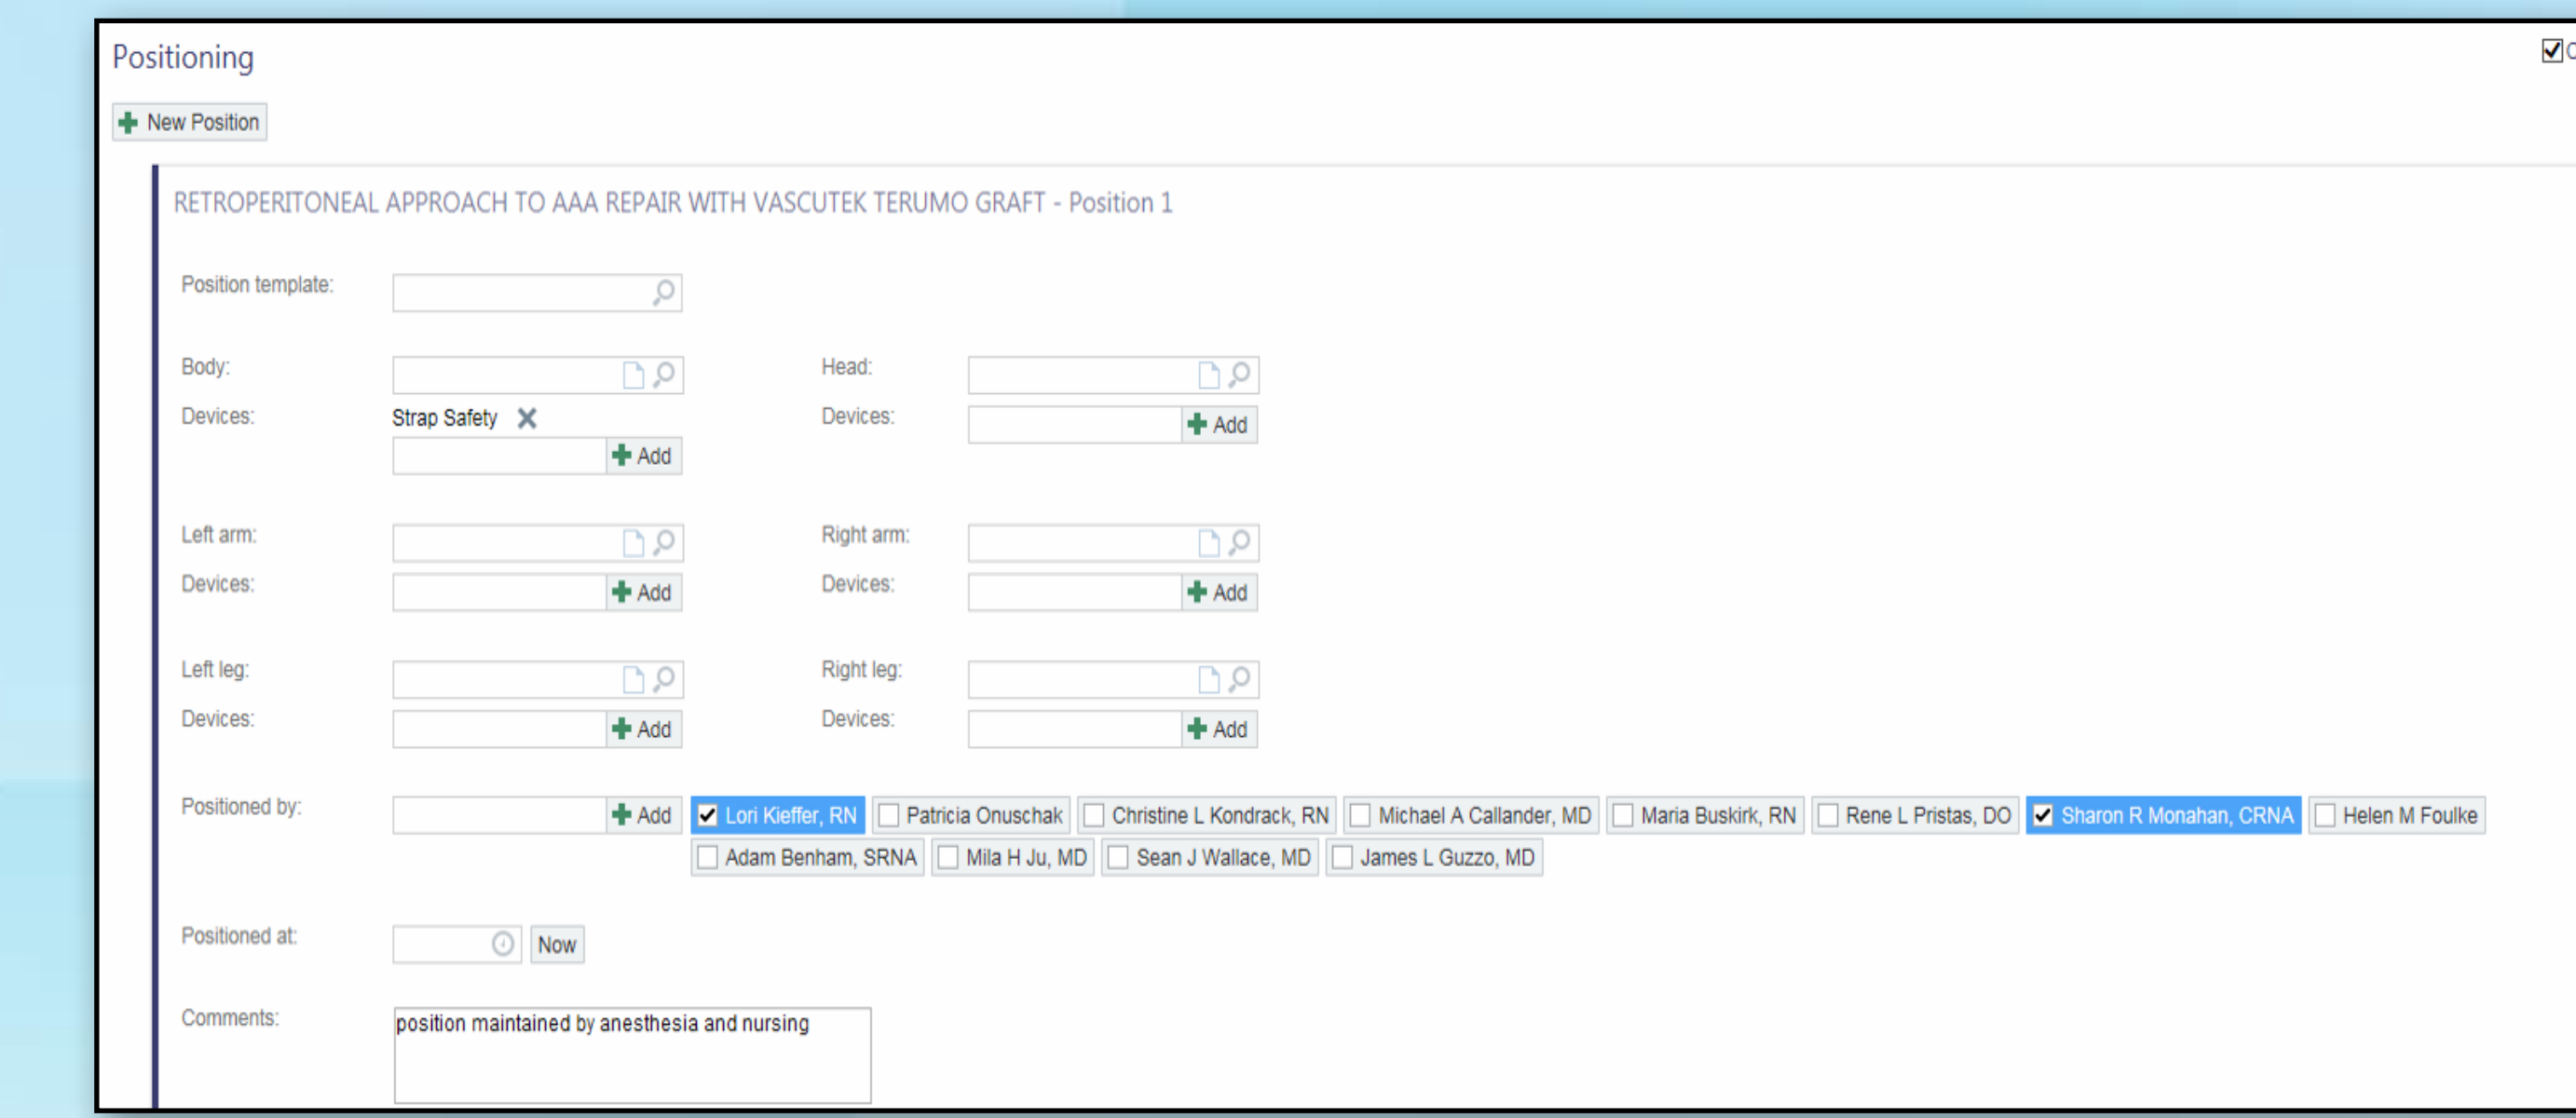 Positioning
New Position
RETROPERITONEAL APPROACH TO AAA REPAIR WITH VASCUTEK TERUMO GRAFT - Position 1
Position template:
Body: Head:
Devices: Strap Safety Devices: Add
Add
Left arm: Right arm:
Devices: Add Devices: Add
Left leg: Right leg:
Devices: Add Devices: Add
Positioned by: Add Lori Kieffer, RN Patricia Onuschak Christine L Kondrack, RN Michael A Callander, MD Maria Buskirk, RN Rene L Pristas, DO Sharon R Monahan, CRNA Helen M Foulke
Adam Benham, SRNA Mila H Ju, MD Sean J Wallace, MD James L Guzzo, MD
Positioned at: Now
Comments: position maintained by anesthesia and nursing